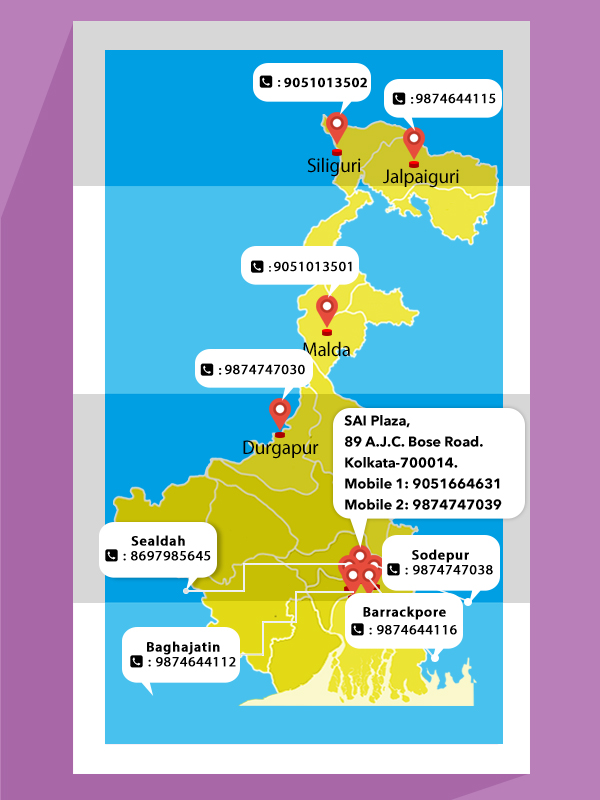 : 9051013502
: 9874644115
Siliguri
Jalpaiguri
: 9051013501
Malda
: 9874747030
Durgapur
SAI Plaza,
89 A.J.C. Bose Road.
Kolkata-700014.
Mobile 1: 9051664631
Mobile 2: 9874747039
Sealdah
: 8697985645
Sodepur
: 9874747038
Barrackpore
: 9874644116
Baghajatin
: 9874644112